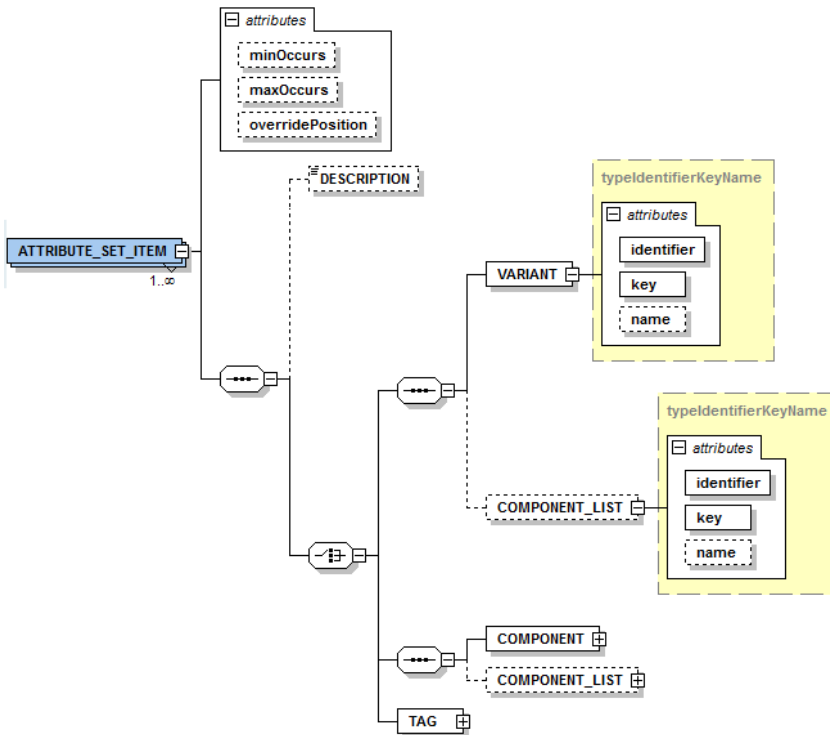 attributes
minOccurs
maxOccurs
overridePosition
DESCRIPTION
ATTRIBUTE_SET_ITEM
1..∞
typeIdentifierKeyName
attributes
identifier
key
name
VARIANT
typeIdentifierKeyName
attributes
identifier
key
name
COMPONENT_LIST
COMPONENT
COMPONENT_LIST
TAG